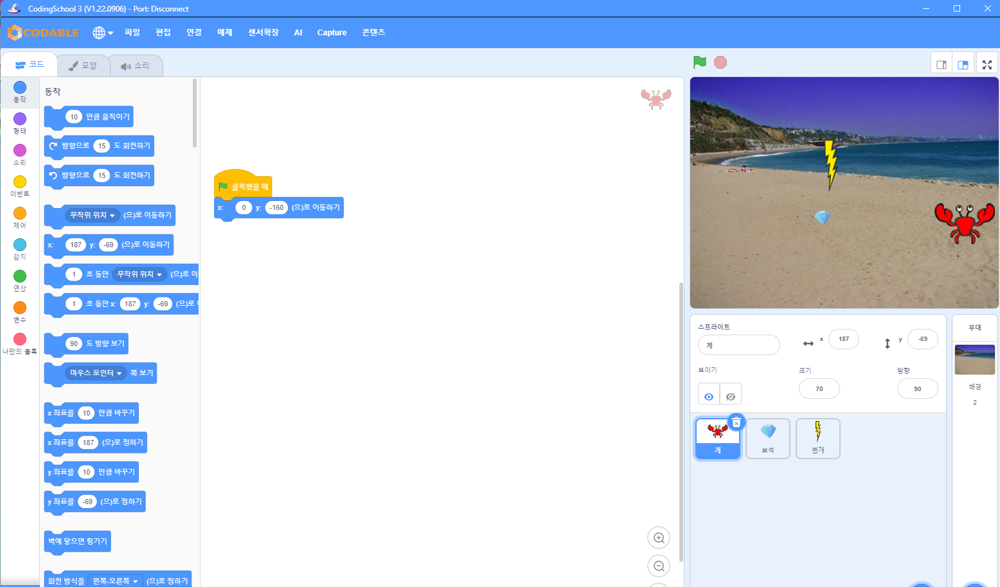 CodingSchool 3 (V1.22.0906) - Port: Disconnect
CODABLE 파일 편집 연결 예제 센서확장 AI Capture 콘텐츠
코드 모양 소리
동작
형태
소리
이벤트
제어
감지
연산
변수
나만의 블록
동작
10 만큼 움직이기
방향으로 15 도 회전하기
방향으로 15 도 회전하기
무작위 위치 (으)로 이동하기
x: 187 y: -69 (으)로 이동하기
1 초 동안 무작위 위치 (으)로 이
1 초 동안 x: 187 y: -69 (으)로 이
90 도 방향 보기
마우스 포인터 쪽 보기
x 좌표를 10 만큼 바꾸기
x 좌표를 187 (으)로 정하기
y 좌표를 10 만큼 바꾸기
y 좌표를 -69 (으)로 정하기
벽에 닿으면 튕기기
회전 방식을 왼쪽-오른쪽 (으)로 정하기
클릭했을 때
x: 0 y: -160 (으)로 이동하기
스프라이트
게
x 187 y -69
보이기 크기 방향
70 90
게 보석 번개
무대
배경
2